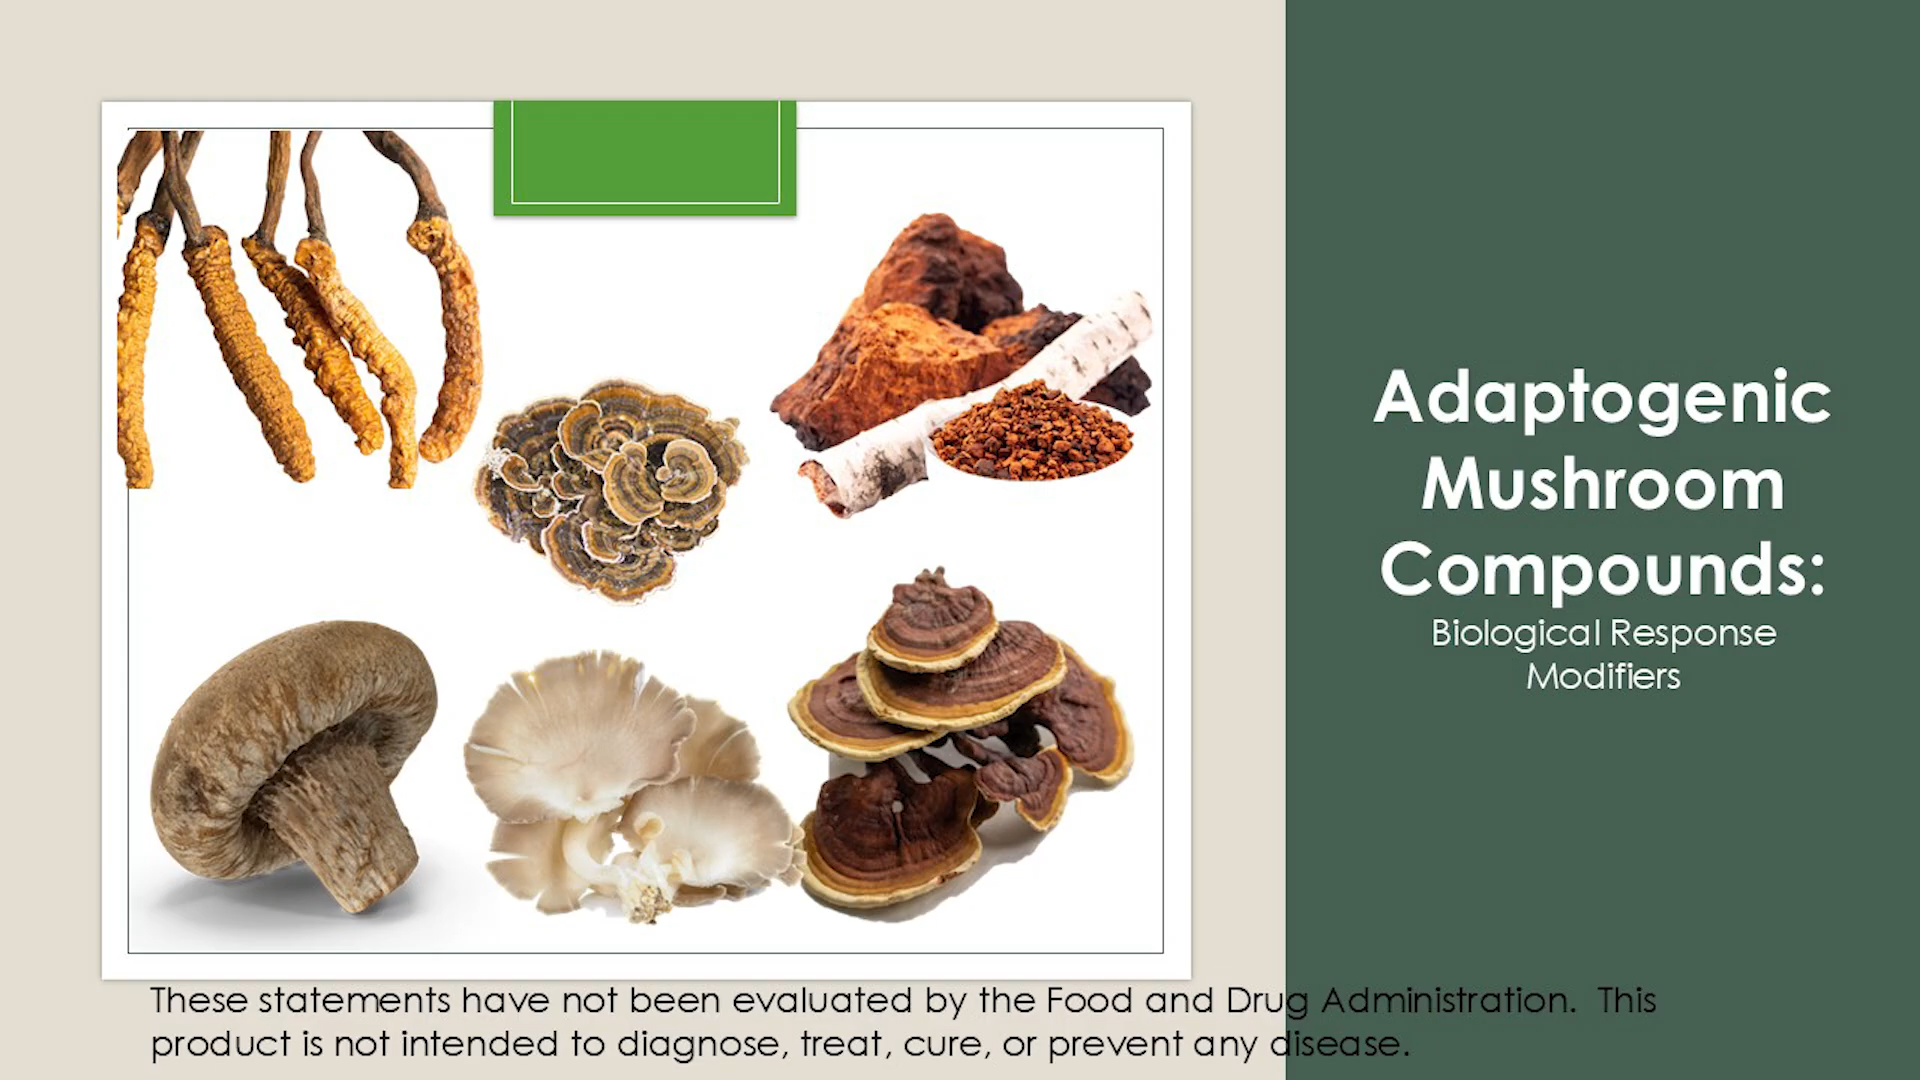 Adaptogenic
Mushroom
Compounds:
Biological Response
Modifiers
These statements have not been evaluated by the Food and Drug Administration.  This
product is not intended to diagnose, treat, cure, or prevent any disease.